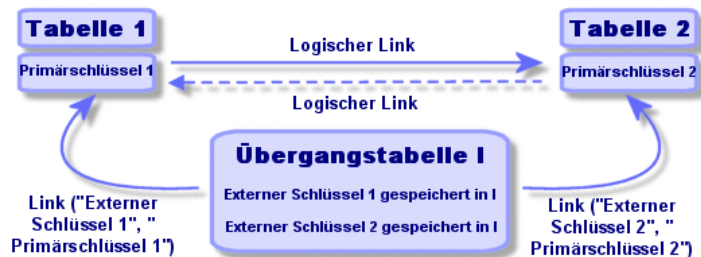 Tabelle 1
Tabelle 2
Logischer Link
Primärschlüssel 1
Primärschlüssel 2
Logischer Link
Übergangstabelle I
Externer Schlüssel 1 gespeichert in I
Externer Schlüssel 2 gespeichert in I
Link ("Externer
Schlüssel 1", "
Primärschlüssel 1")
Link ("Externer
Schlüssel 2", "
Primärschlüssel 2")